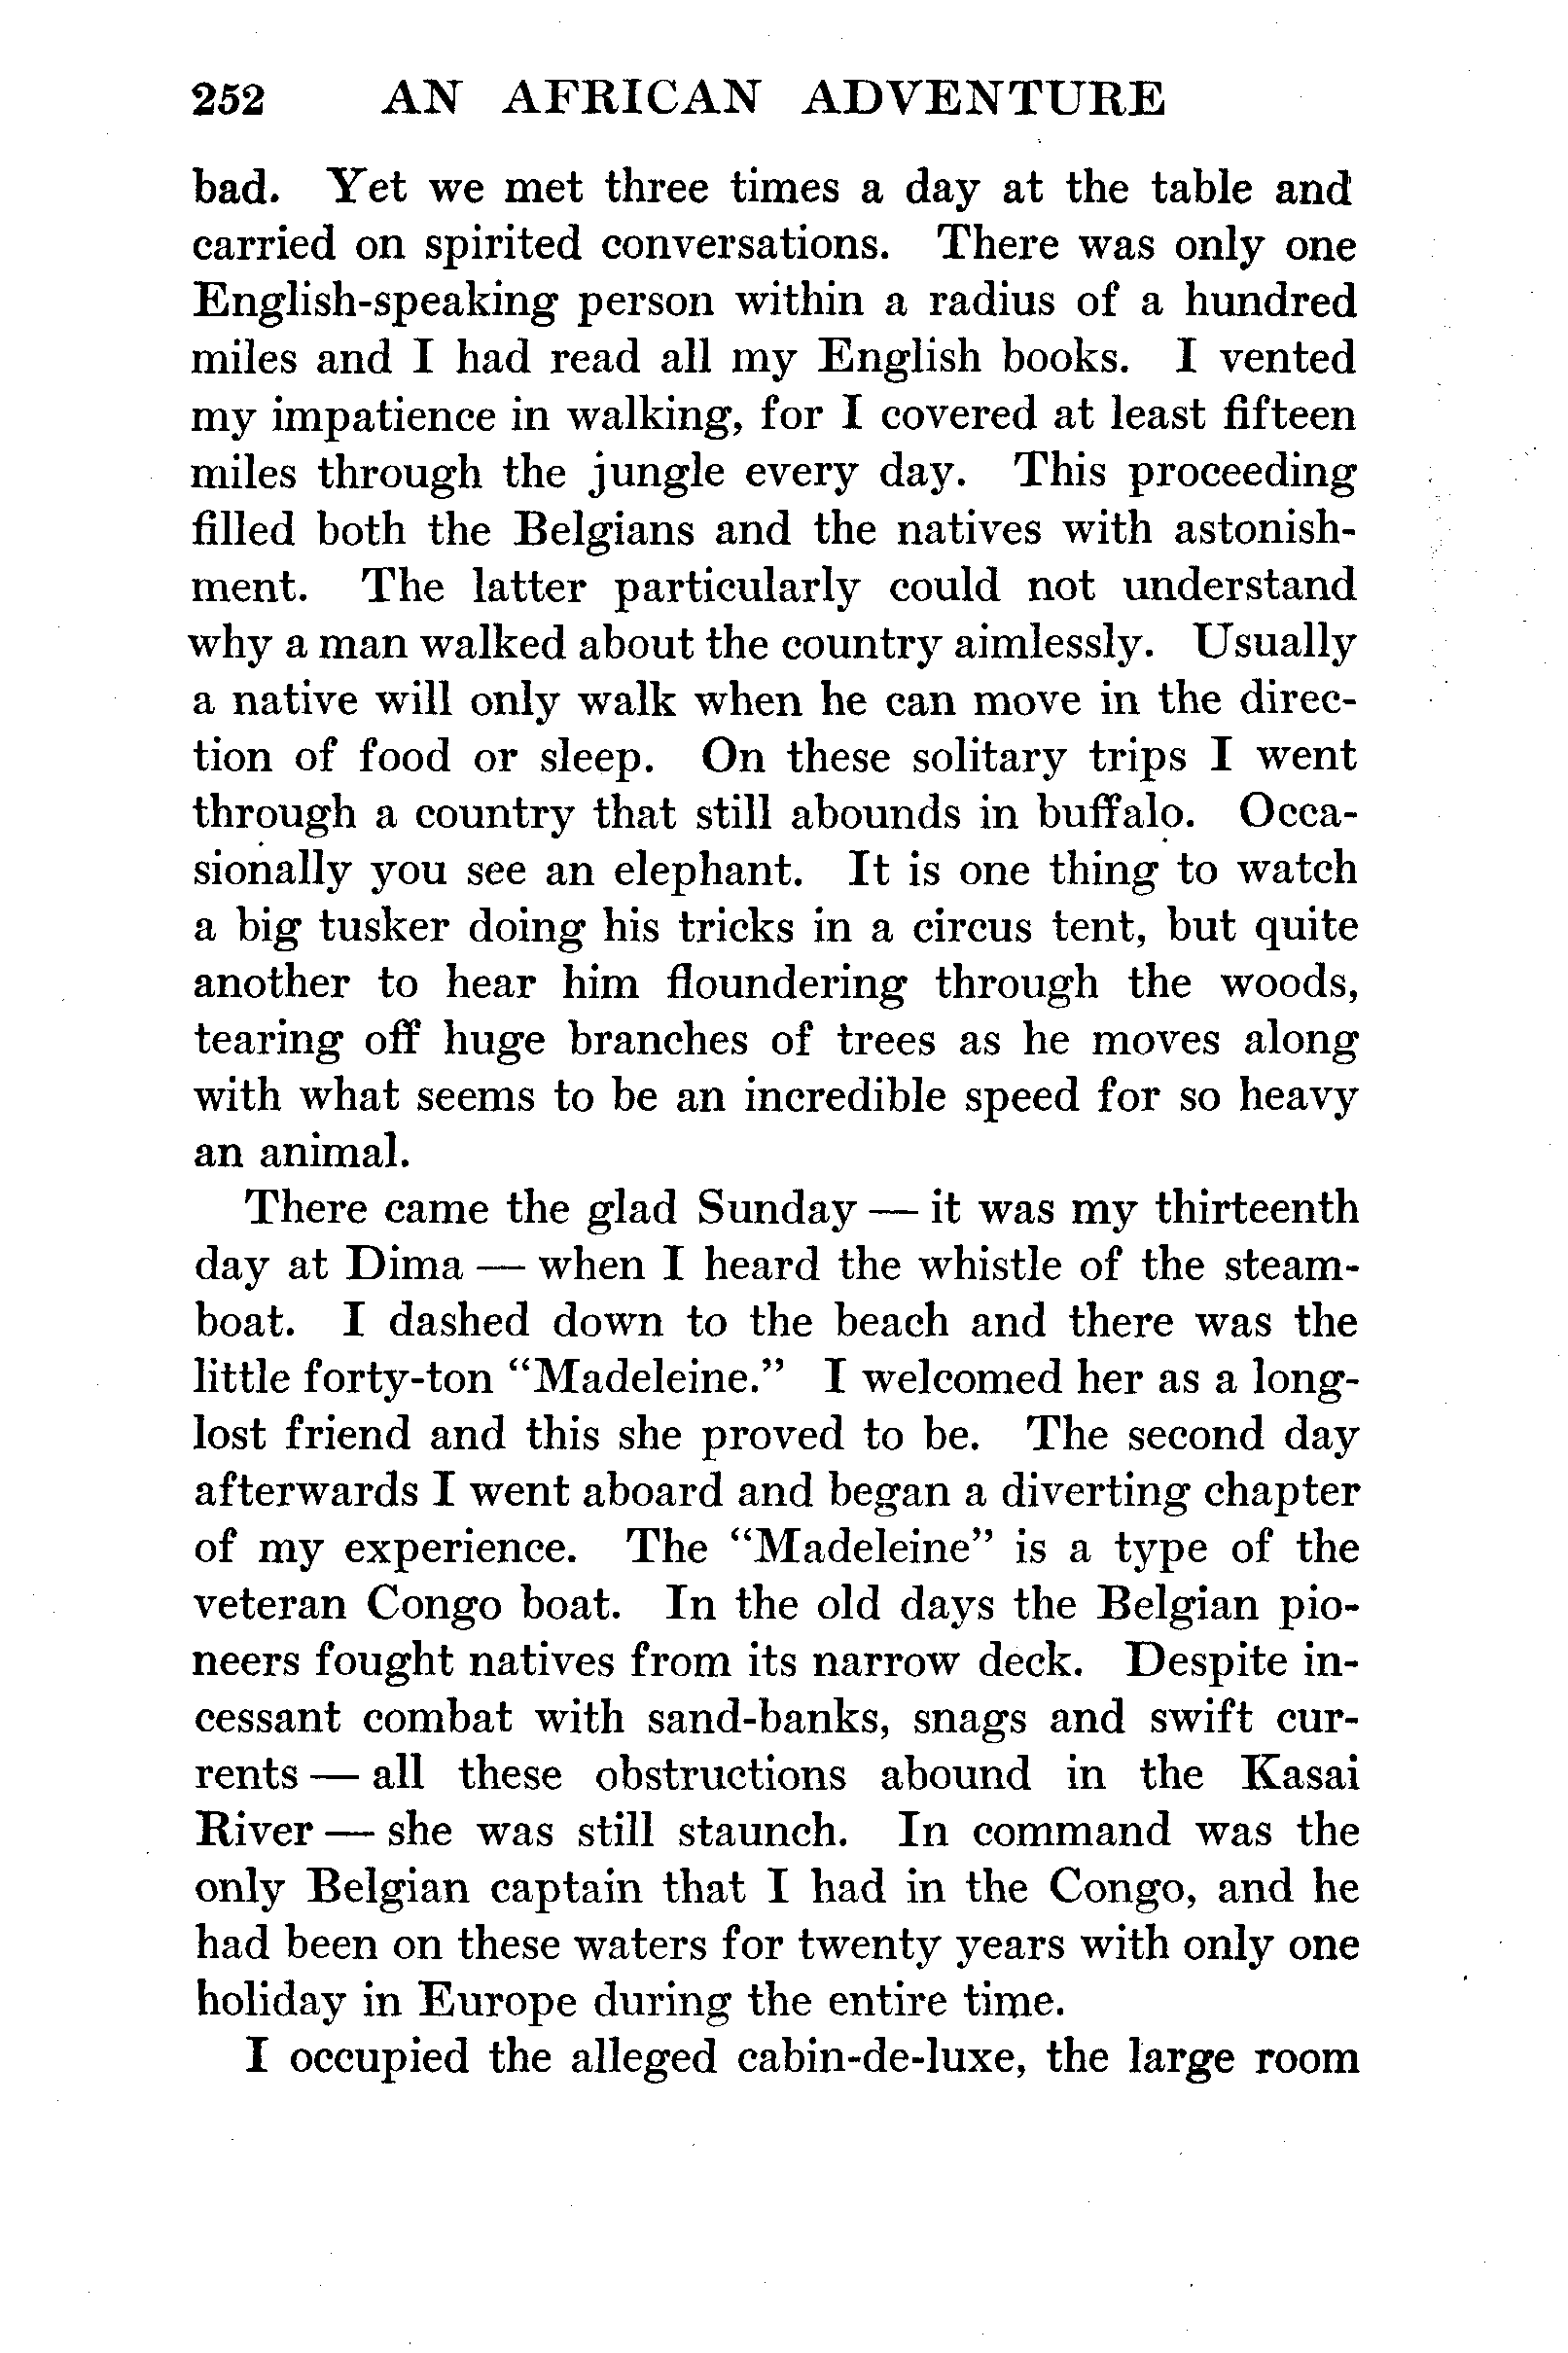 252 AN AFRICAN ADVENTURE
bad. Yet we met three times a day at the table and
carried on spirited conversations. There was only one
English-speaking person within a radius of a hundred
miles and I had read all my English books. I vented
my impatience in walking, for I covered at least fifteen
miles through the jungle every day. This proceeding
filled both the Belgians and the natives with astonish-
ment. The latter particularly could not understand
why a man walked about the country aimlessly. Usually
a native will only walk when he can move in the direc-
tion of food or sleep. On these solitary trips I went
through a country that still abounds in buffalo. Occa-
sionally you see an elephant. It is one thing to watch
a big tusker doing his tricks in a circus tent, but quite
another to hear him floundering through the woods,
tearing off huge branches of trees as he moves along
with what seems to be an incredible speed for so heavy
an animal.
There came the glad Sunday — it was my thirteenth
day at Dima — when I heard the whistle of the steam-
boat. I dashed down to the beach and there was the
little forty-ton “Madeleine.” I welcomed her as a long-
lost friend and this she proved to be. The second day
afterwards I went aboard and began a diverting chapter
of my experience. The “Madeleine” is a type of the
veteran Congo boat. In the old days the Belgian pio-
neers fought natives from its narrow deck. Despite in-
cessant combat with sand-banks, snags and swift cur-
rents — all these obstructions abound in the Kasai
River — she was still staunch. In command was the
only Belgian captain that I had in the Congo, and he
had been on these waters for twenty years with only one
holiday in Europe during the entire time.
I occupied the alleged cabin-de-luxe, the large room